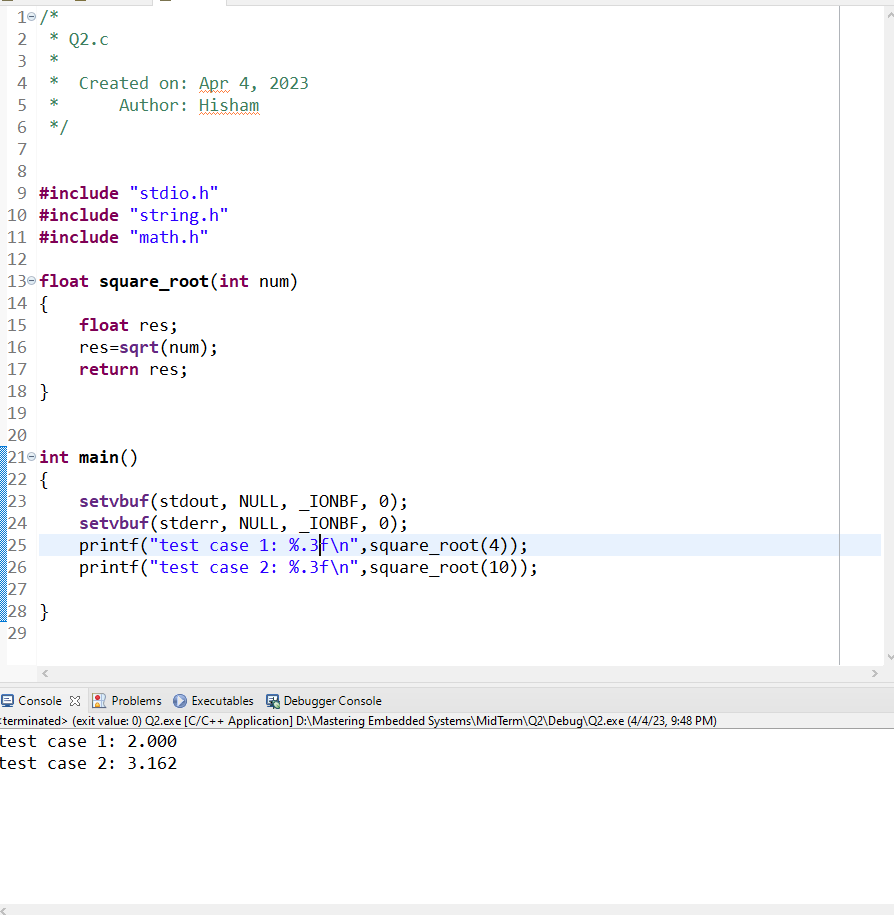 1 /*
2  * Q2.c
3  *
4  *  Created on: Apr 4, 2023
5  *      Author: Hisham
6  */
7
8
9 #include "stdio.h"
10 #include "string.h"
11 #include "math.h"
12
13 float square_root(int num)
14 {
15     float res;
16     res=sqrt(num);
17     return res;
18 }
19
20
21 int main()
22 {
23     setvbuf(stdout, NULL, _IONBF, 0);
24     setvbuf(stderr, NULL, _IONBF, 0);
25     printf("test case 1: %.3f\n",square_root(4));
26     printf("test case 2: %.3f\n",square_root(10));
27
28 }
29
Console Problems Executables Debugger Console
<terminated> (exit value: 0) Q2.exe [C/C++ Application] D:\Mastering Embedded Systems\MidTerm\Q2\Debug\Q2.exe (4/4/23, 9:48 PM)
test case 1: 2.000
test case 2: 3.162